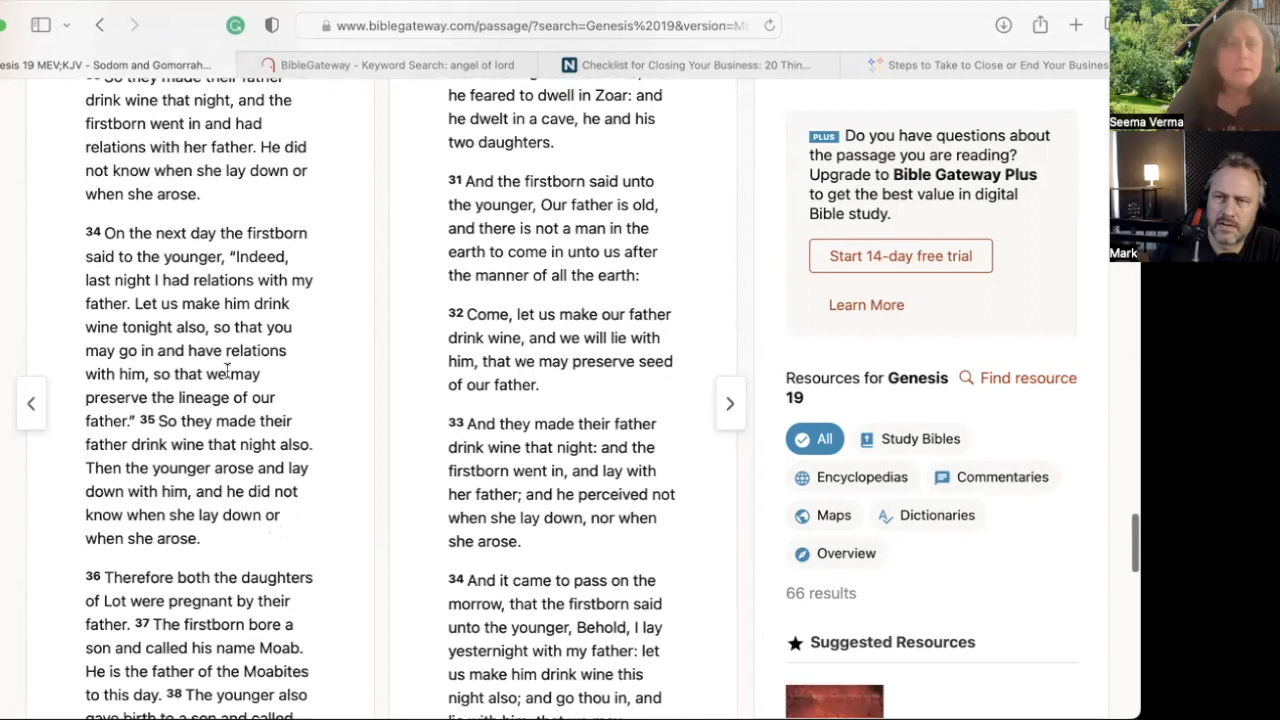 www.biblegateway.com/passage/?search=Genesis%2019&version=M
esis 19 MEV;KJV - Sodom and Gomorrah...
BibleGateway - Keyword Search: angel of lord
Checklist for Closing Your Business: 20 Thin...
Steps to Take to Close or End Your Business
So they made their father
drink wine that night, and the
firstborn went in and had
relations with her father. He did
not know when she lay down or
when she arose.
34 On the next day the firstborn
said to the younger, “Indeed,
last night I had relations with my
father. Let us make him drink
wine tonight also, so that you
may go in and have relations
with him, so that we may
preserve the lineage of our
father.” 35 So they made their
father drink wine that night also.
Then the younger arose and lay
down with him, and he did not
know when she lay down or
when she arose.
36 Therefore both the daughters
of Lot were pregnant by their
father. 37 The firstborn bore a
son and called his name Moab.
He is the father of the Moabites
to this day. 38 The younger also
gave birth to a son and called
he feared to dwell in Zoar: and
he dwelt in a cave, he and his
two daughters.
31 And the firstborn said unto
the younger, Our father is old,
and there is not a man in the
earth to come in unto us after
the manner of all the earth:
32 Come, let us make our father
drink wine, and we will lie with
him, that we may preserve seed
of our father.
33 And they made their father
drink wine that night: and the
firstborn went in, and lay with
her father; and he perceived not
when she lay down, nor when
she arose.
34 And it came to pass on the
morrow, that the firstborn said
unto the younger, Behold, I lay
yesternight with my father: let
us make him drink wine this
night also; and go thou in, and
lie with him, that we may
PLUS Do you have questions about
the passage you are reading?
Upgrade to Bible Gateway Plus
to get the best value in digital
Bible study.
Start 14-day free trial
Learn More
Resources for Genesis
19
Find resource
All
Study Bibles
Encyclopedias
Commentaries
Maps
Dictionaries
Overview
66 results
Suggested Resources
Seema Verma
Mark